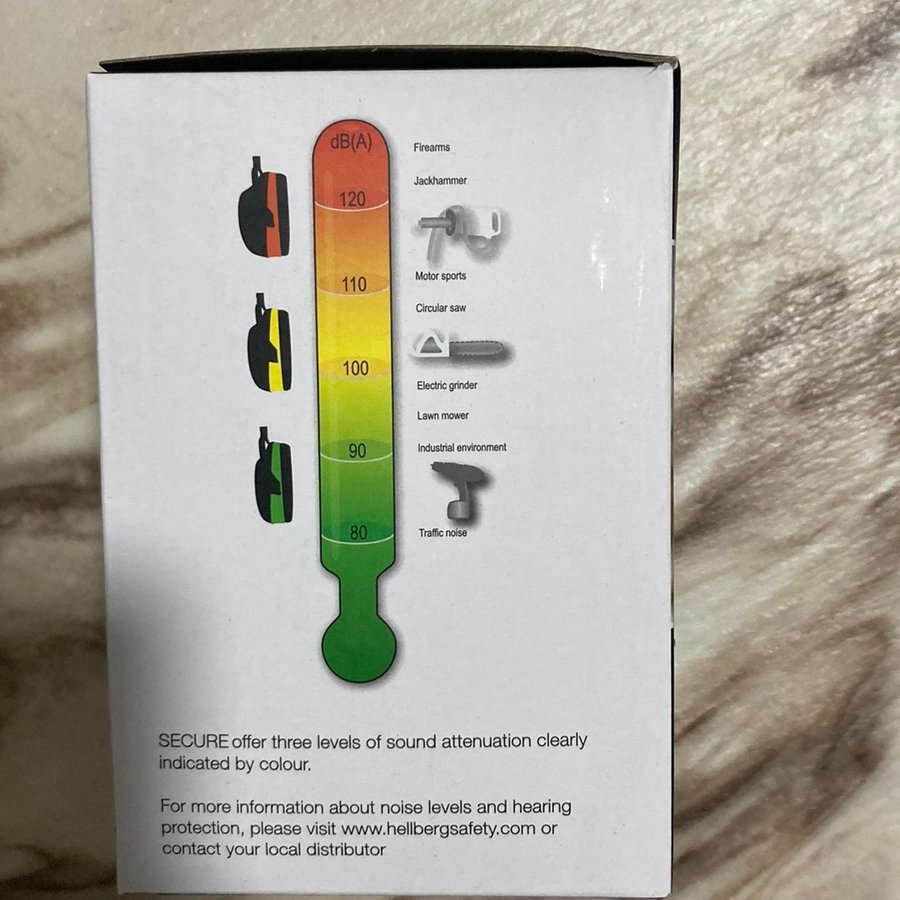 dB(A)
Firearms
Jackhammer
120
Motor sports
110
Circular saw
100
Electric grinder
Lawn mower
Industrial environment
90
Traffic noise
80
SECURE offer three levels of sound attenuation clearly
indicated by colour.
For more information about noise levels and hearing
protection, please visit www.hellbergsafety.com or
contact your local distributor